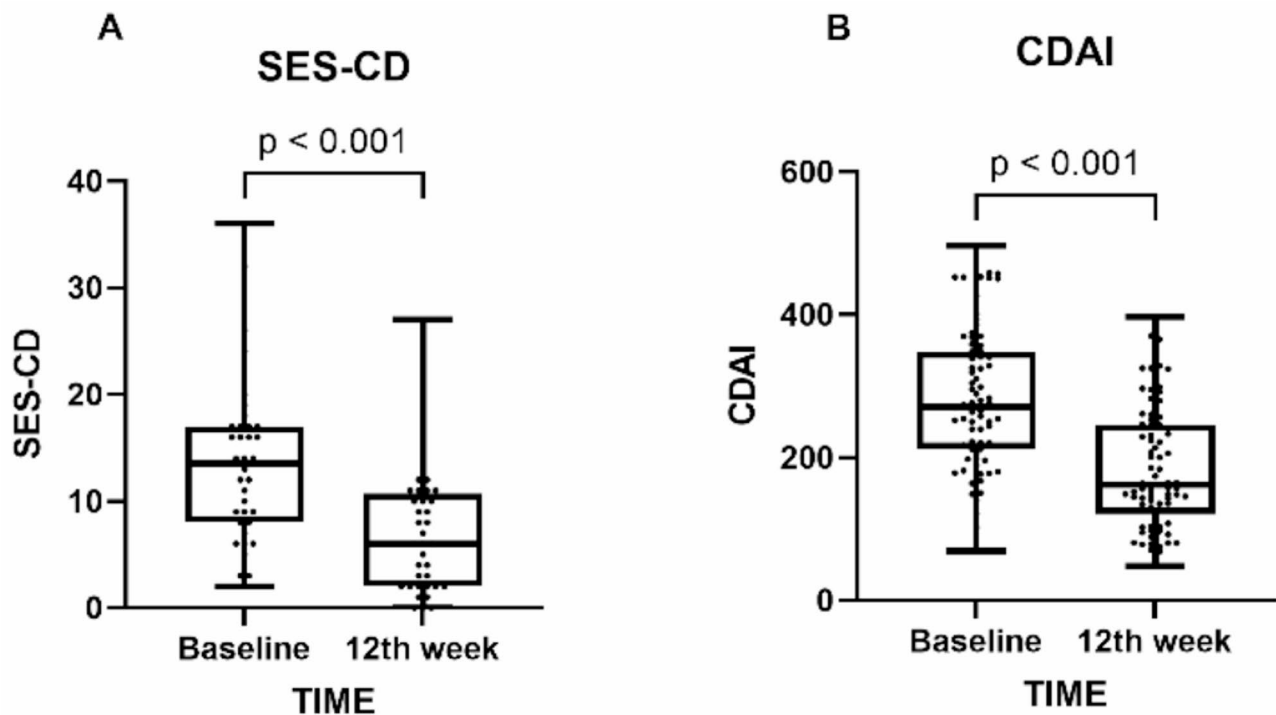 A
SES-CD
p < 0.001
40
30
20
10
0
SES-CD
Baseline
12th week
TIME
B
CDAI
p < 0.001
600
400
200
0
CDAI
Baseline
12th week
TIME